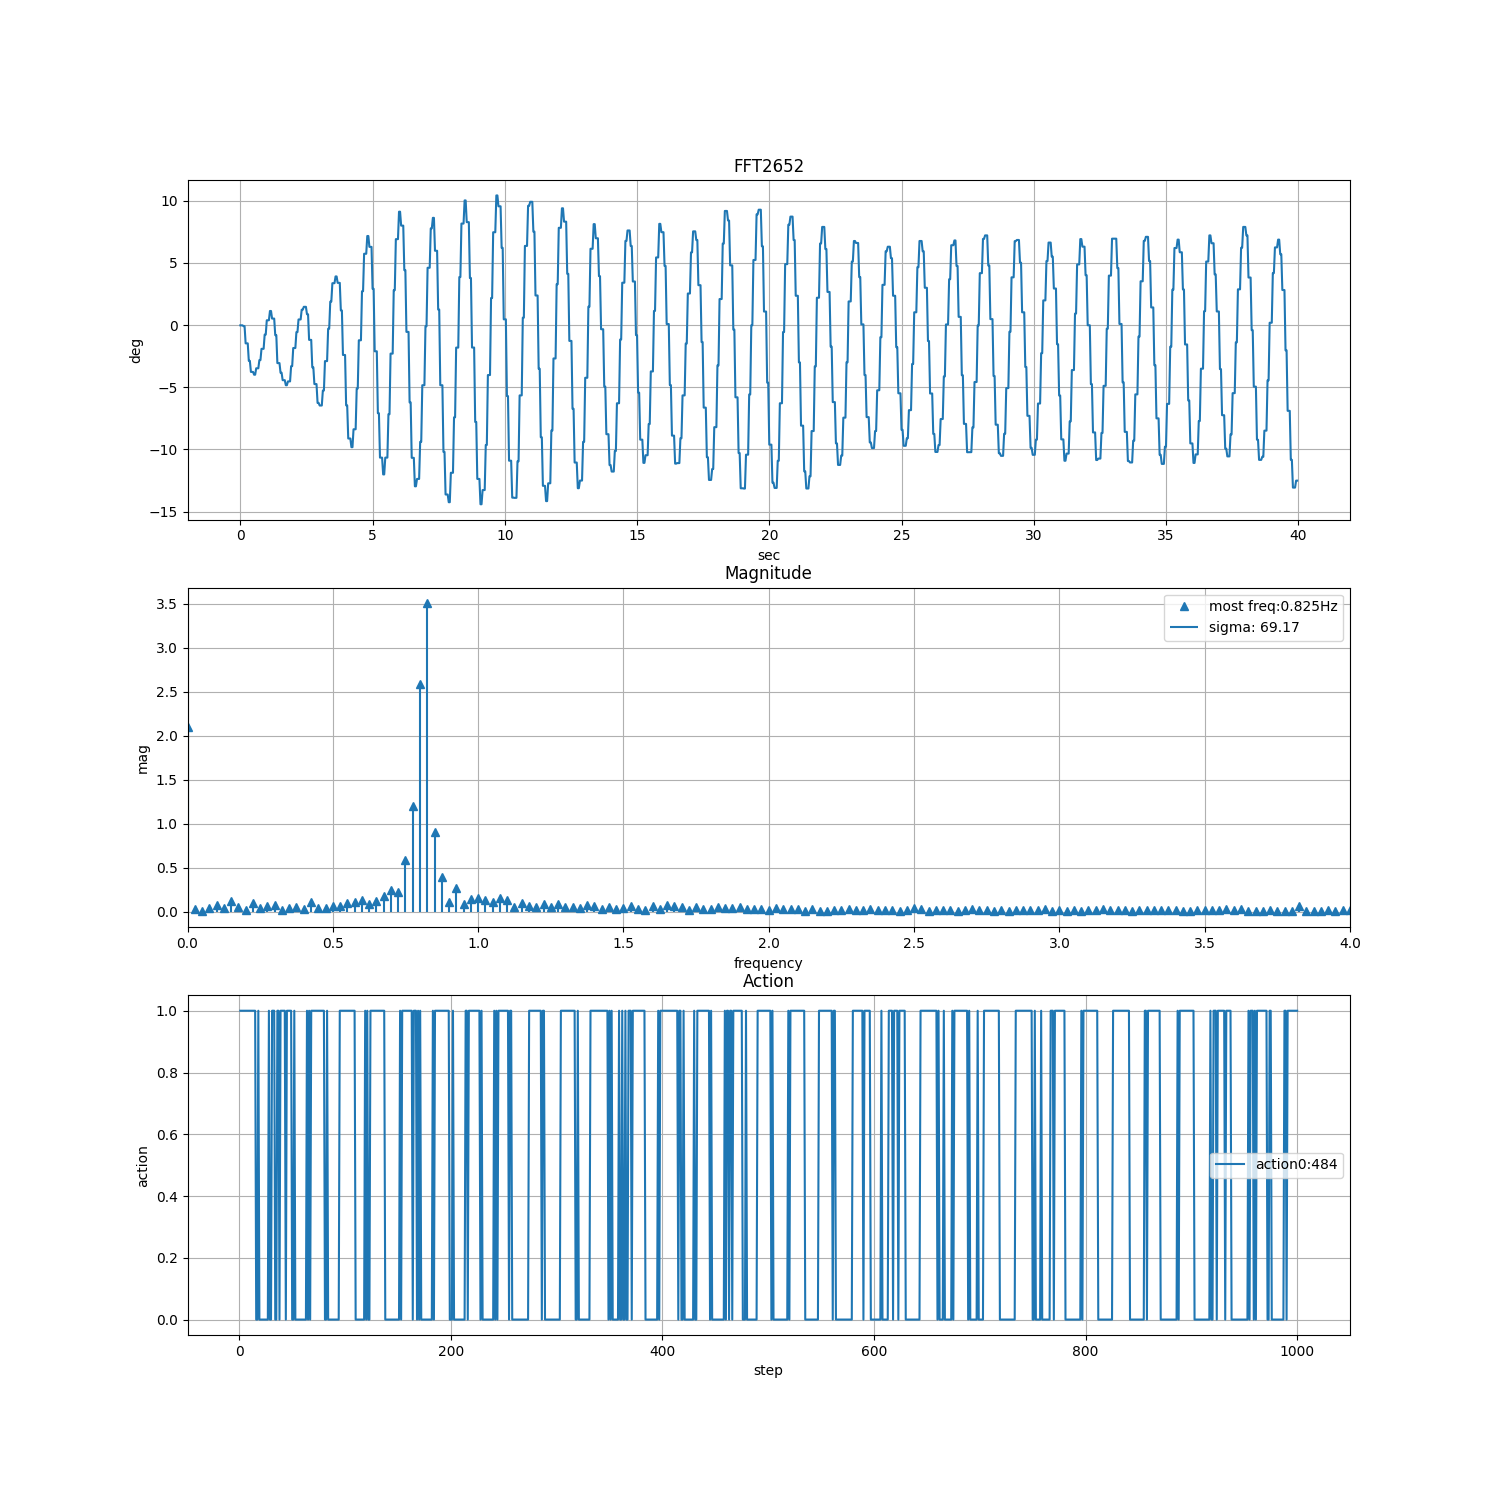 FFT2652
10
5
0
−5
−10
−15
deg
0 5 10 15 20 25 30 35 40
sec
Magnitude
3.5
3.0
2.5
2.0
1.5
1.0
0.5
0.0
mag
most freq:0.825Hz
sigma: 69.17
0.0 0.5 1.0 1.5 2.0 2.5 3.0 3.5 4.0
frequency
Action
1.0
0.8
0.6
0.4
0.2
0.0
action
action0:484
0 200 400 600 800 1000
step